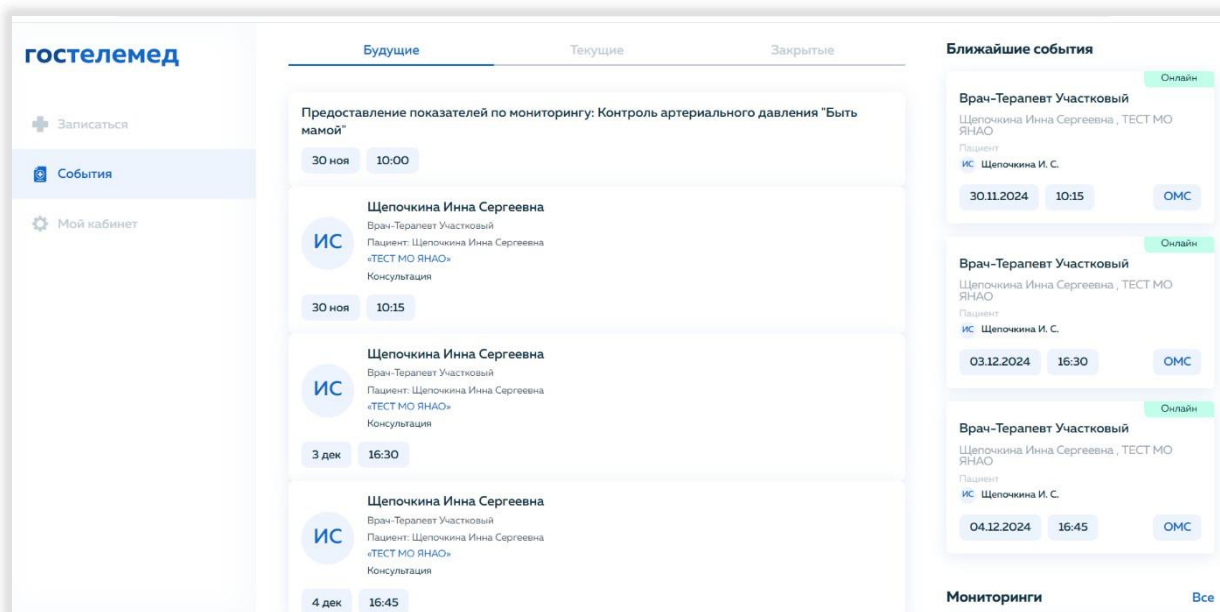 гостелемед
Записаться
События
Мой кабинет
Будущие
Текущие
Закрытые
Предоставление показателей по мониторингу: Контроль артериального давления "Быть
мамой"
30 ноя
10:00
ИС
Щепочкина Инна Сергеевна
Врач-Терапевт Участковый
Пациент: Щепочкина Инна Сергеевна
«ТЕСТ МО ЯНАО»
Консультация
30 ноя
10:15
ИС
Щепочкина Инна Сергеевна
Врач-Терапевт Участковый
Пациент: Щепочкина Инна Сергеевна
«ТЕСТ МО ЯНАО»
Консультация
3 дек
16:30
ИС
Щепочкина Инна Сергеевна
Врач-Терапевт Участковый
Пациент: Щепочкина Инна Сергеевна
«ТЕСТ МО ЯНАО»
Консультация
4 дек
16:45
Ближайшие события
Онлайн
Врач-Терапевт Участковый
Щепочкина Инна Сергеевна , ТЕСТ МО
ЯНАО
Пациент
ИС Щепочкина И. С.
30.11.2024
10:15
ОМС
Онлайн
Врач-Терапевт Участковый
Щепочкина Инна Сергеевна , ТЕСТ МО
ЯНАО
Пациент
ИС Щепочкина И. С.
03.12.2024
16:30
ОМС
Онлайн
Врач-Терапевт Участковый
Щепочкина Инна Сергеевна , ТЕСТ МО
ЯНАО
Пациент
ИС Щепочкина И. С.
04.12.2024
16:45
ОМС
Мониторинги
Все